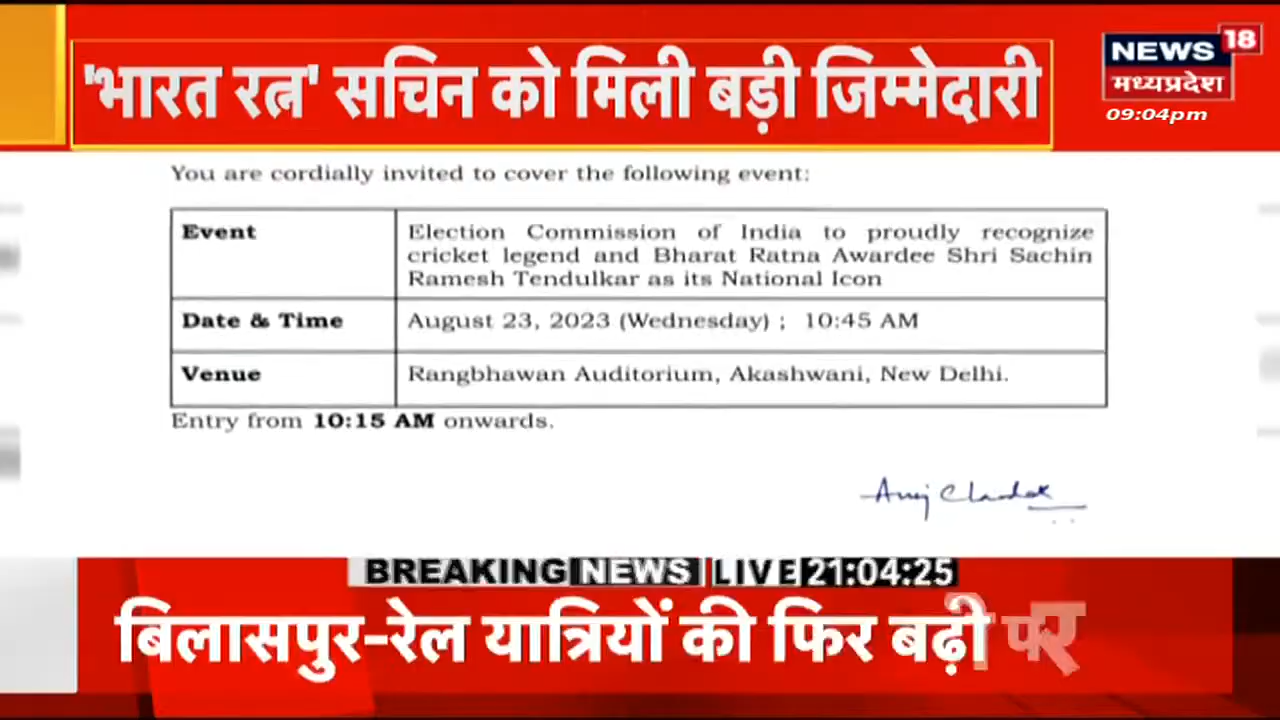 'भारत रत्न' सचिन को मिली बड़ी जिम्मेदारी
NEWS 18
मध्यप्रदेश
09:04pm
You are cordially invited to cover the following event:
Event
Election Commission of India to proudly recognize
cricket legend and Bharat Ratna Awardee Shri Sachin
Ramesh Tendulkar as its National Icon
Date & Time
August 23, 2023 (Wednesday) ; 10:45 AM
Venue
Rangbhawan Auditorium, Akashwani, New Delhi.
Entry from 10:15 AM onwards.
BREAKING NEWS LIVE 21:04:25
बिलासपुर-रेल यात्रियों की फिर बढ़ी